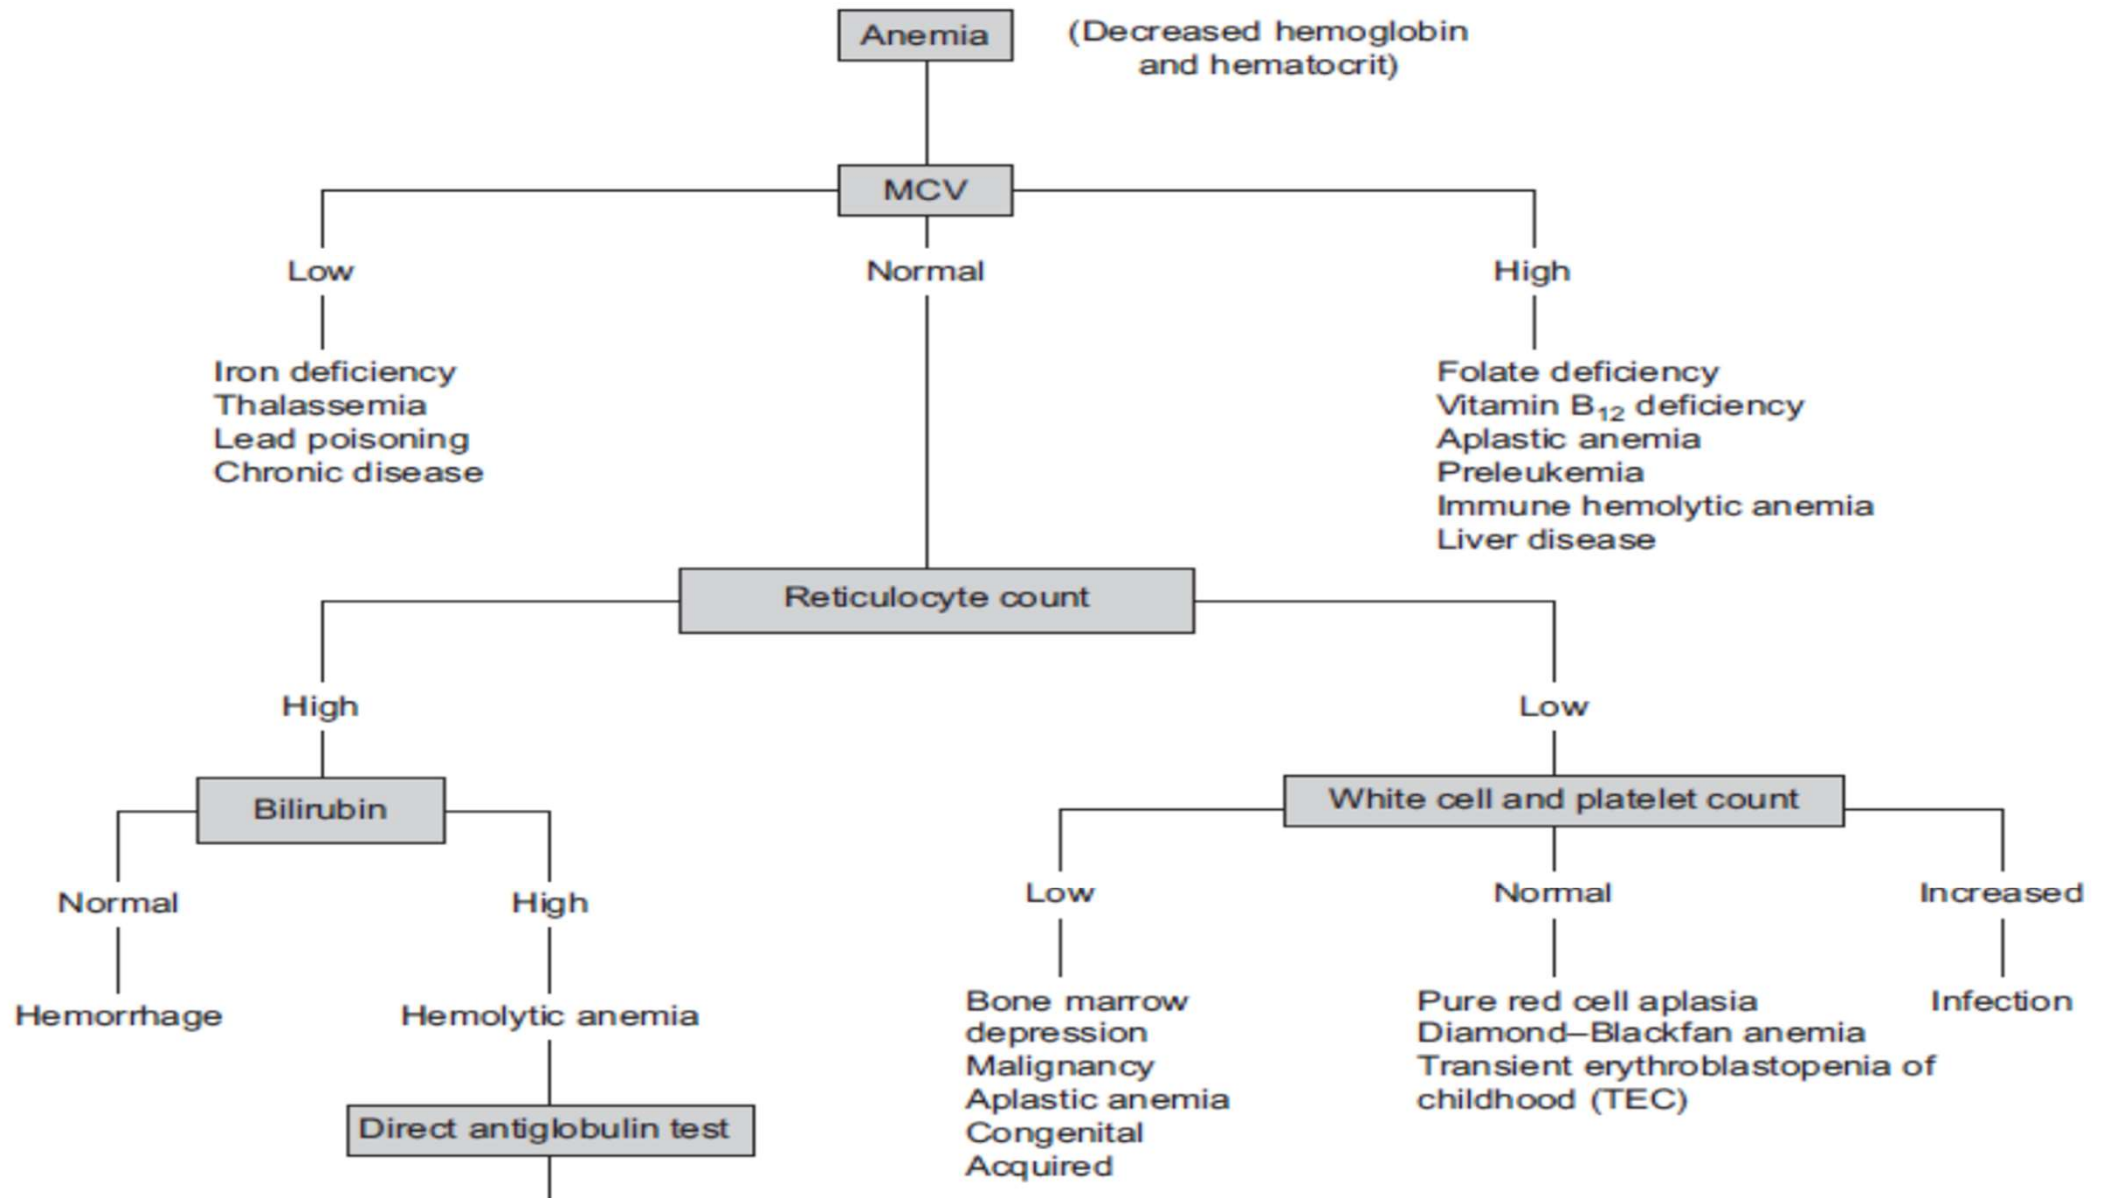 Anemia
(Decreased hemoglobin
and hematocrit)
MCV
Low
Normal
High
Iron deficiency
Thalassemia
Lead poisoning
Chronic disease
Folate deficiency
Vitamin B₁₂ deficiency
Aplastic anemia
Preleukemia
Immune hemolytic anemia
Liver disease
Reticulocyte count
High
Low
Bilirubin
White cell and platelet count
Normal
High
Low
Normal
Increased
Hemorrhage
Hemolytic anemia
Bone marrow
depression
Malignancy
Aplastic anemia
Congenital
Acquired
Pure red cell aplasia
Diamond–Blackfan anemia
Transient erythroblastopenia of
childhood (TEC)
Infection
Direct antiglobulin test